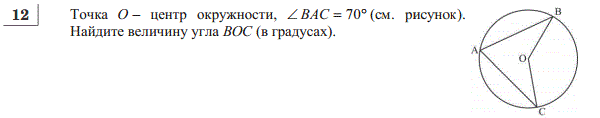 12 Точка O – центр окружности, ∠ BAC = 70° (см. рисунок).
Найдите величину угла BOC (в градусах).
B
A
O
C